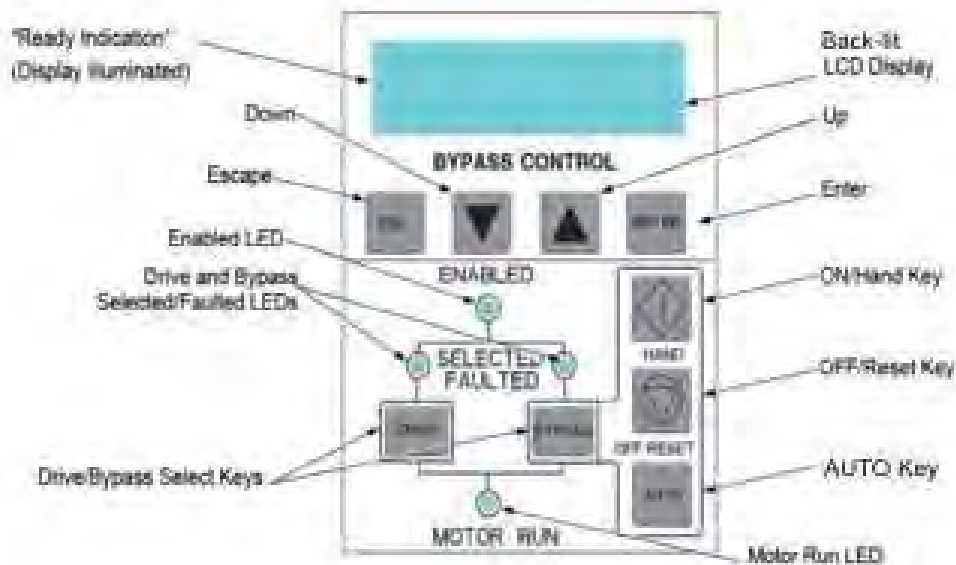 "Ready Indication"
(Display Illuminated)
Back-lit
LCD Display
Down
Up
BYPASS CONTROL
Escape
Enter
Enabled LED
ENABLED
Drive and Bypass
Selected/Faulted LEDs
ON/Hand Key
SELECTED
FAULTED
HAND
OFF/Reset Key
OFF RESET
Drive/Bypass Select Keys
AUTO Key
MOTOR RUN
Motor Run LED